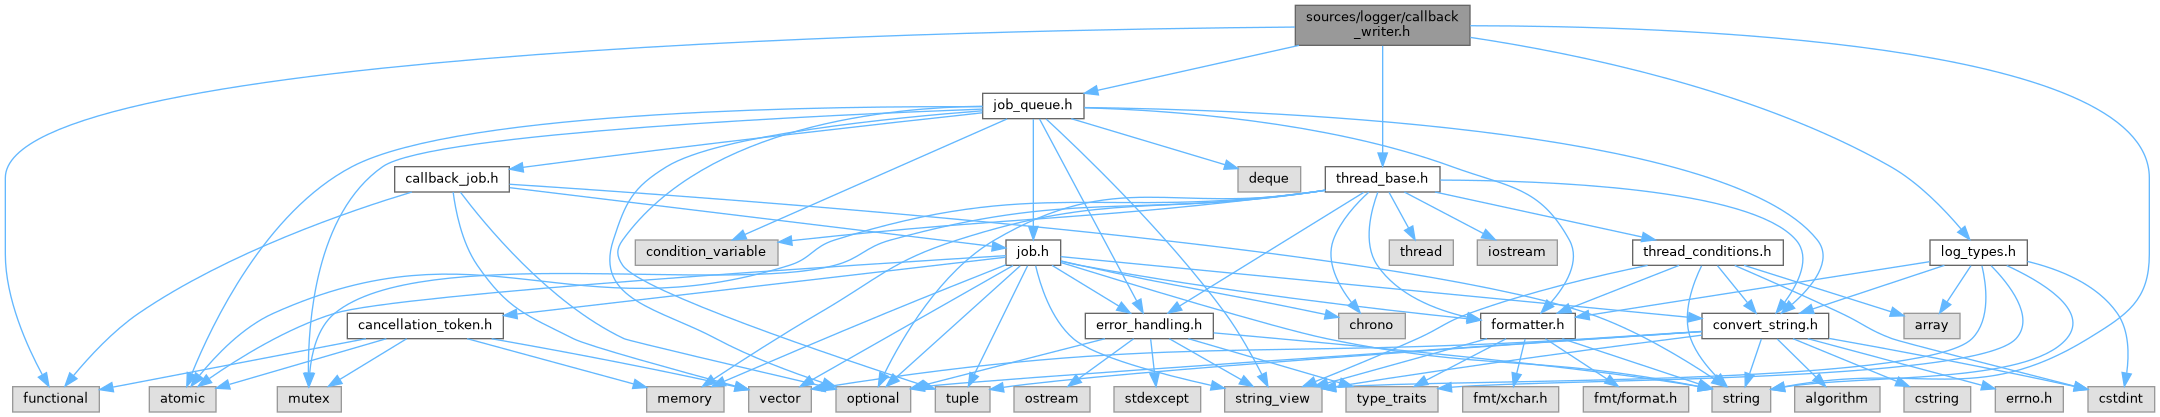 sources/logger/callback
_writer.h
job_queue.h
callback_job.h
deque
thread_base.h
condition_variable
job.h
thread
iostream
thread_conditions.h
log_types.h
cancellation_token.h
error_handling.h
chrono
formatter.h
convert_string.h
array
functional
atomic
mutex
memory
vector
optional
tuple
ostream
stdexcept
string_view
type_traits
fmt/xchar.h
fmt/format.h
string
algorithm
cstring
errno.h
cstdint